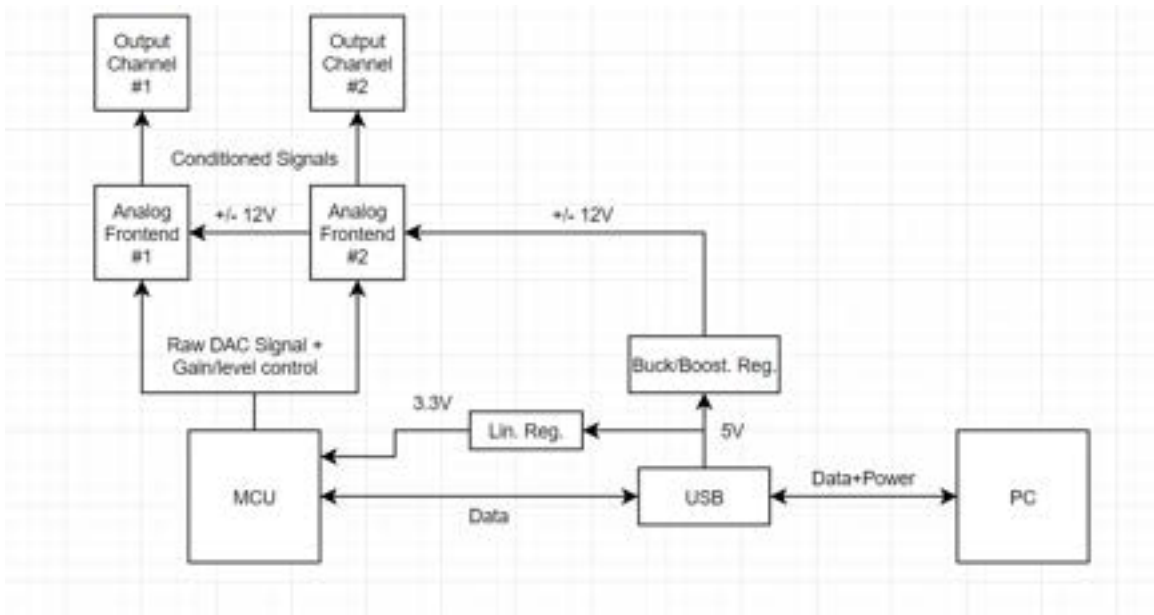 Output
Channel
#1
Output
Channel
#2
Conditioned Signals
Analog
Frontend
#1
+/- 12V
Analog
Frontend
#2
+/- 12V
Raw DAC Signal +
Gain/level control
Buck/Boost. Reg.
3.3V
Lin. Reg.
5V
MCU
Data
USB
Data+Power
PC